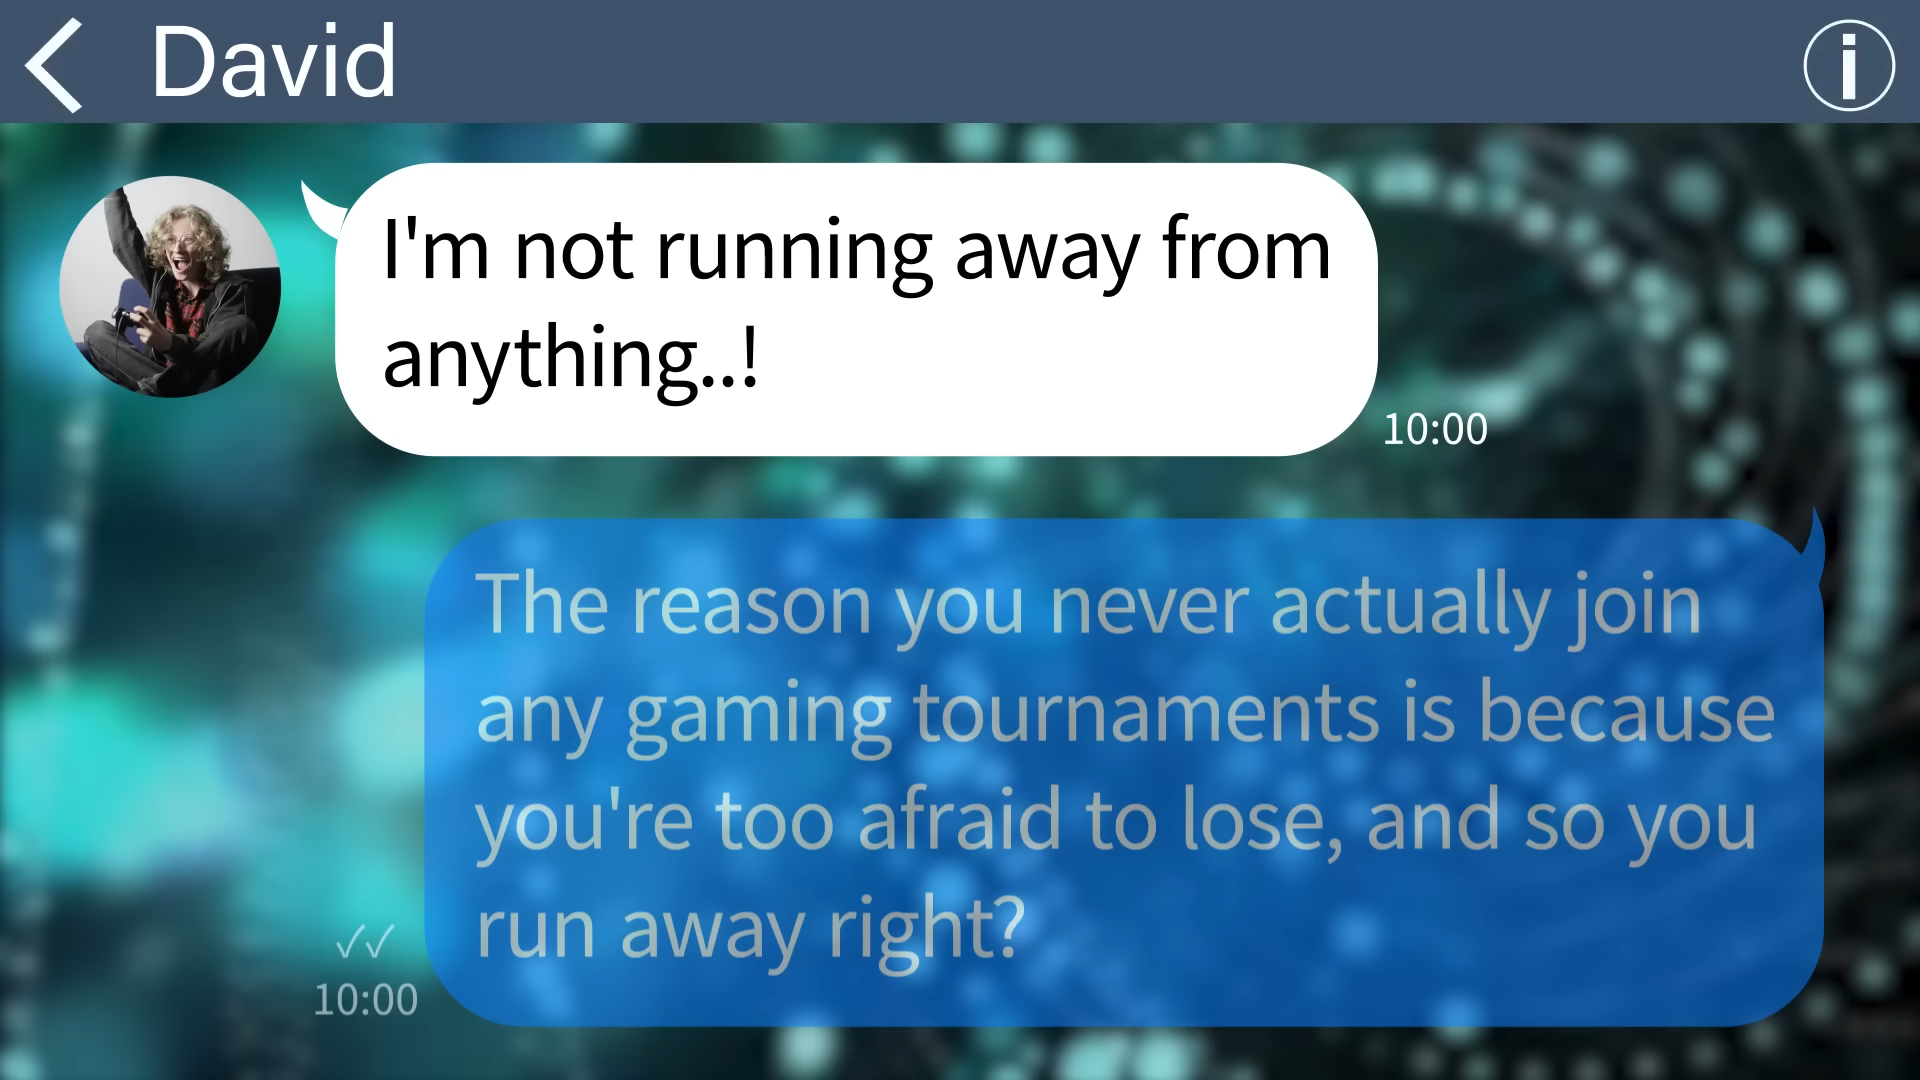 David
I'm not running away from
anything..!
10:00
The reason you never actually join
any gaming tournaments is because
you're too afraid to lose, and so you
run away right?
✓✓
10:00